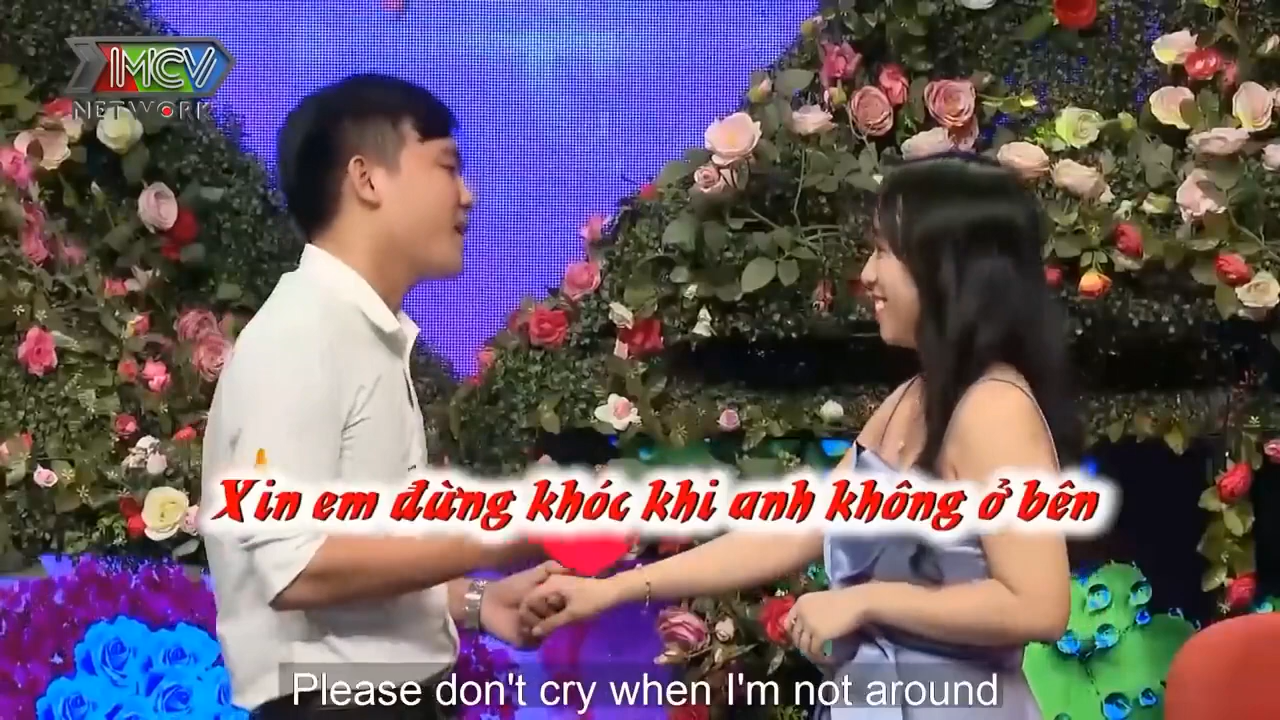 MCV
NETWORK
Xin em đừng khóc khi anh không ở bên
Please don't cry when I'm not around